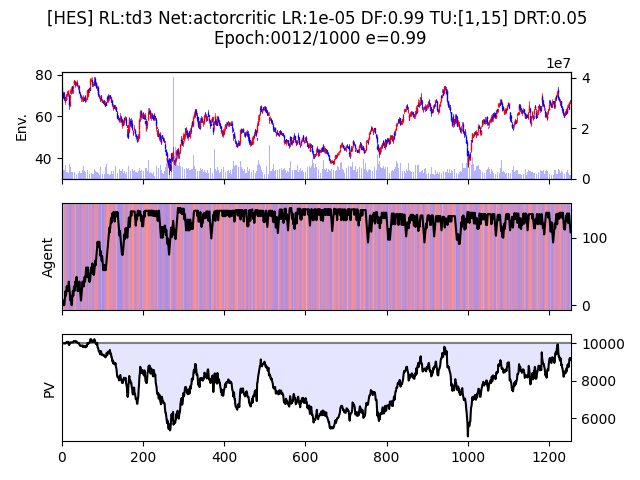 [HES] RL:td3 Net:actorcritic LR:1e-05 DF:0.99 TU:[1,15] DRT:0.05
Epoch:0012/1000 e=0.99
1e7
80
60
40
Env.
4
2
0
Agent
100
0
PV
10000
8000
6000
0 200 400 600 800 1000 1200